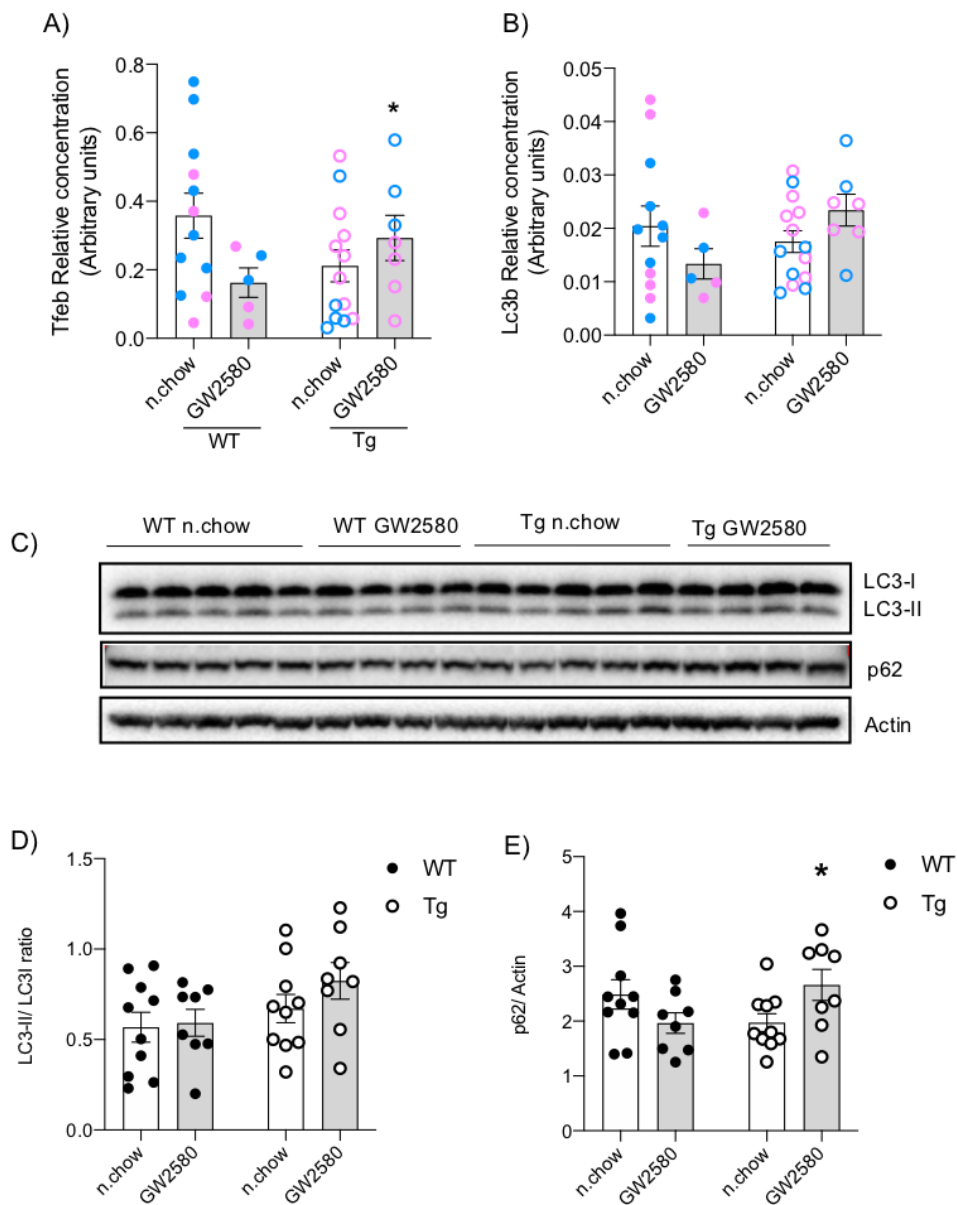 A)
Tfeb Relative concentration
(Arbitrary units)
0.8
0.6
0.4
0.2
0.0
*
n.chow
GW2580
n.chow
GW2580
WT
Tg
B)
Lc3b Relative concentration
(Arbitrary units)
0.05
0.04
0.03
0.02
0.01
0.00
n.chow
GW2580
n.chow
GW2580
C)
WT n.chow
WT GW2580
Tg n.chow
Tg GW2580
LC3-I
LC3-II
p62
Actin
D)
LC3-II/ LC3I ratio
1.5
1.0
0.5
0.0
WT
Tg
n.chow
GW2580
n.chow
GW2580
E)
p62/ Actin
5
4
3
2
1
0
*
WT
Tg
n.chow
GW2580
n.chow
GW2580